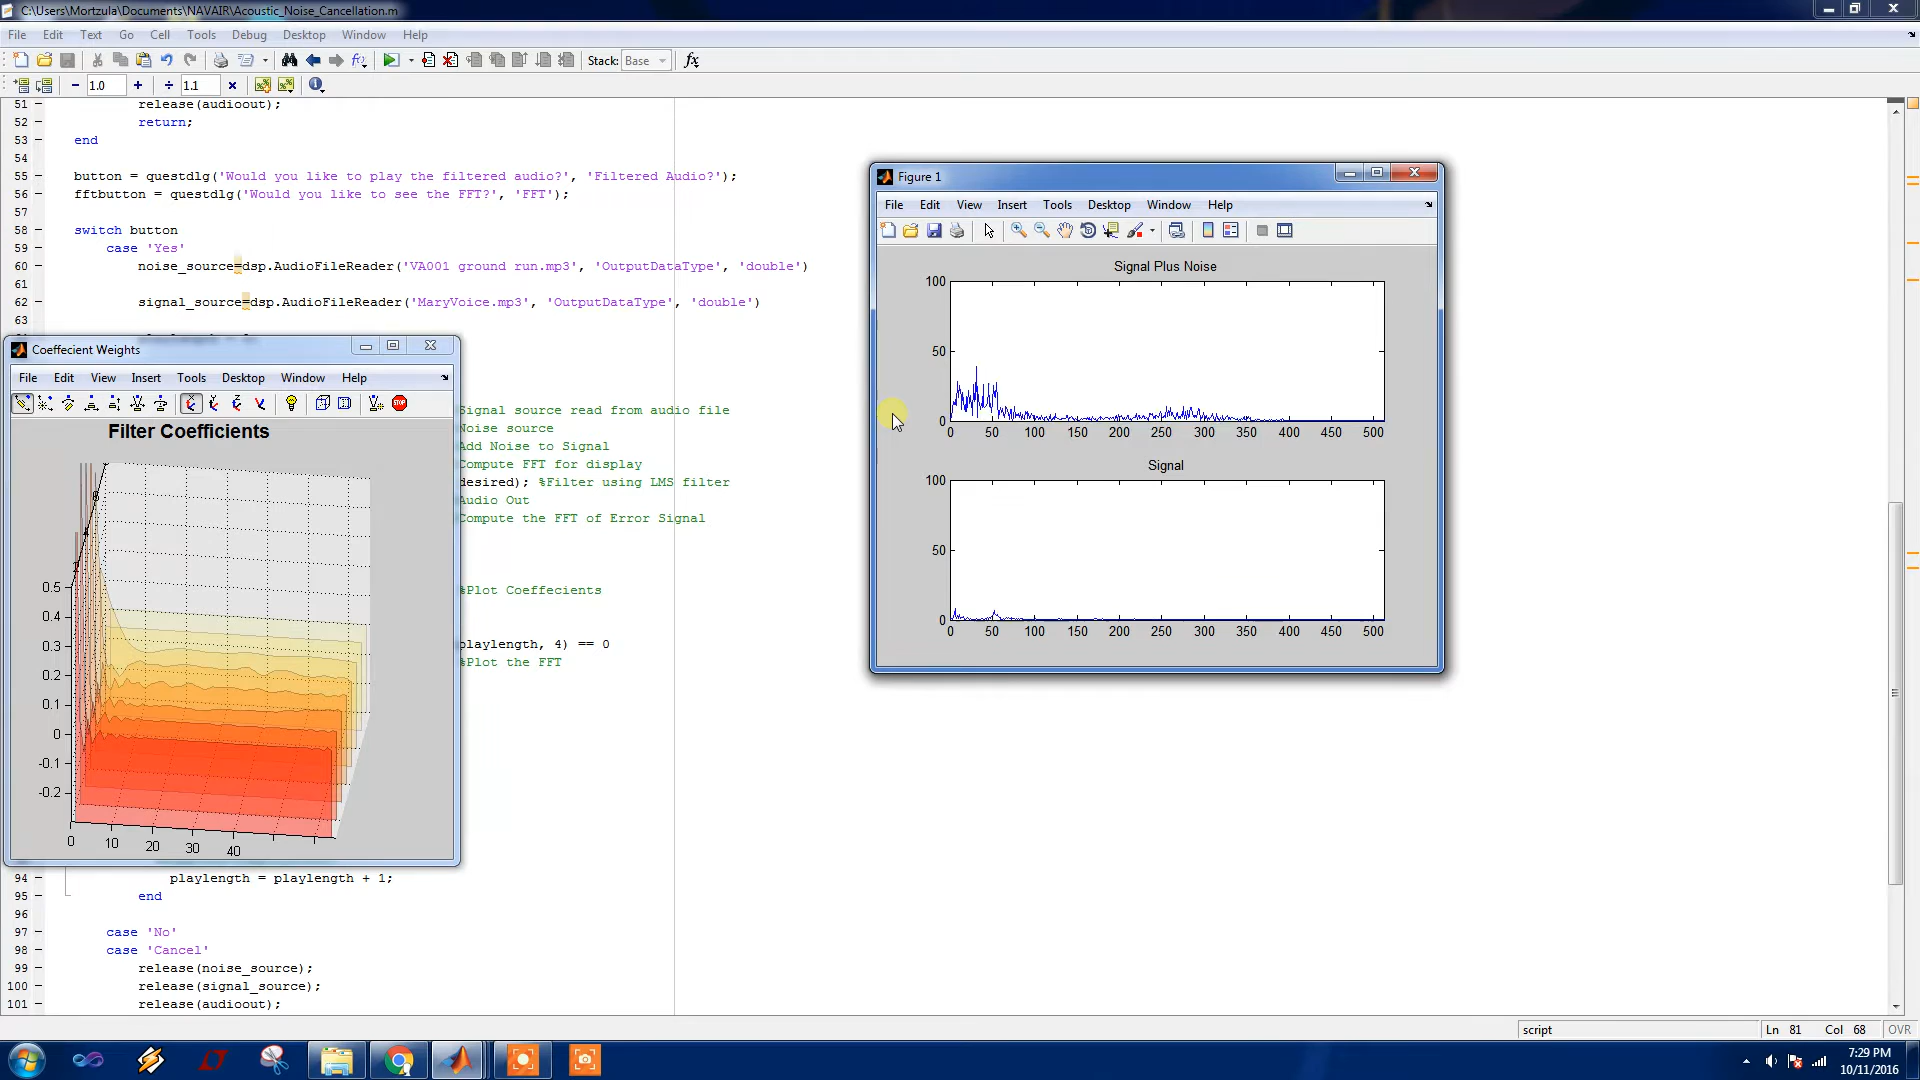 C:\Users\Mortzula\Documents\NAVAIR\Acoustic_Noise_Cancellation.m
File Edit Text Go Cell Tools Debug Desktop Window Help
Stack: Base fx
- 1.0 + ÷ 1.1 ×
51 release(audioout);
52 return;
53 end
54
55 button = questdlg('Would you like to play the filtered audio?', 'Filtered Audio?');
56 fftbutton = questdlg('Would you like to see the FFT?', 'FFT');
57
58 switch button
59 case 'Yes'
60 noise_source=dsp.AudioFileReader('VA001 ground run.mp3', 'OutputDataType', 'double')
61
62 signal_source=dsp.AudioFileReader('MaryVoice.mp3', 'OutputDataType', 'double')
63
Signal source read from audio file
Noise source
Add Noise to Signal
Compute FFT for display
desired); %Filter using LMS filter
Audio Out
Compute the FFT of Error Signal
%Plot Coeffecients
playlength, 4) == 0
%Plot the FFT
94 playlength = playlength + 1;
95 end
96
97 case 'No'
98 case 'Cancel'
99 release(noise_source);
100 release(signal_source);
101 release(audioout);
Coeffecient Weights
File Edit View Insert Tools Desktop Window Help
STOP
Filter Coefficients
0.5
0.4
0.3
0.2
0.1
0
-0.1
-0.2
0 10 20 30 40
Figure 1
File Edit View Insert Tools Desktop Window Help
Signal Plus Noise
100
50
0
0 50 100 150 200 250 300 350 400 450 500
Signal
100
50
0
0 50 100 150 200 250 300 350 400 450 500
script Ln 81 Col 68 OVR
7:29 PM
10/11/2016